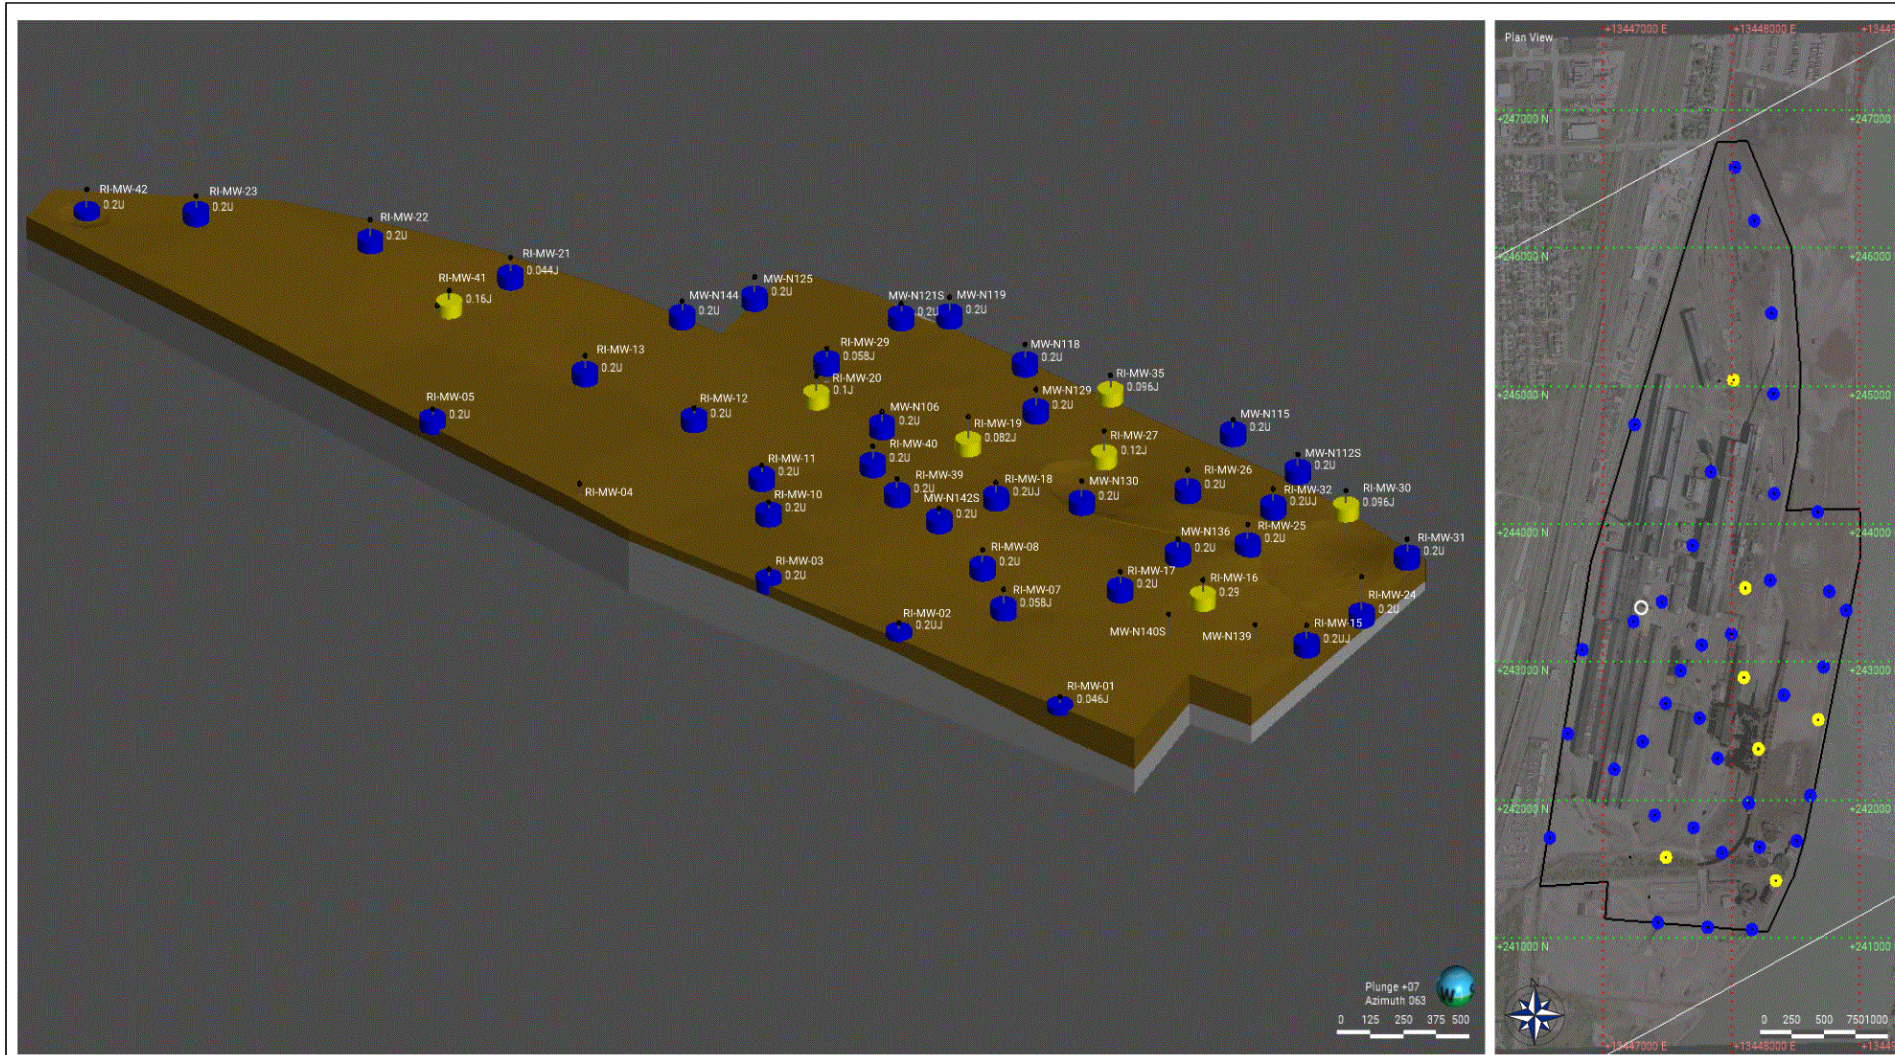 RI-MW-42
0.2U
RI-MW-23
0.2U
RI-MW-22
0.2U
RI-MW-21
0.044J
RI-MW-41
0.16J
MW-N144
0.2U
MW-N125
0.2U
MW-N121S
0.2U
MW-N119
0.2U
RI-MW-13
0.2U
RI-MW-29
0.058J
RI-MW-20
0.1J
MW-N118
0.2U
RI-MW-35
0.096J
MW-N129
0.2U
RI-MW-05
0.2U
RI-MW-12
0.2U
MW-N106
0.2U
RI-MW-19
0.082J
RI-MW-27
0.12J
MW-N115
0.2U
RI-MW-40
0.2U
RI-MW-11
0.2U
RI-MW-39
0.2U
RI-MW-18
0.2UJ
MW-N130
0.2U
RI-MW-26
0.2U
MW-N112S
0.2U
RI-MW-32
0.2UJ
RI-MW-30
0.096J
RI-MW-04
RI-MW-10
0.2U
MW-N142S
0.2U
MW-N136
0.2U
RI-MW-25
0.2U
RI-MW-31
0.2U
RI-MW-03
0.2U
RI-MW-08
0.2U
RI-MW-17
0.2U
RI-MW-16
0.29
RI-MW-07
0.058J
RI-MW-24
0.2U
RI-MW-02
0.2UJ
MW-N140S
MW-N139
RI-MW-15
0.2UJ
RI-MW-01
0.046J
Plunge +07
Azimuth 063
W S
0 125 250 375 500
Plan View
+13447000 E +13448000 E +13449
+247000 N +247000
+246000 N +246000
+245000 N +245000
+244000 N +244000
+243000 N +243000
+242000 N +242000
+241000 N +241000
N
0 250 500 750 1000
+13447000 E +13448000 E +1344